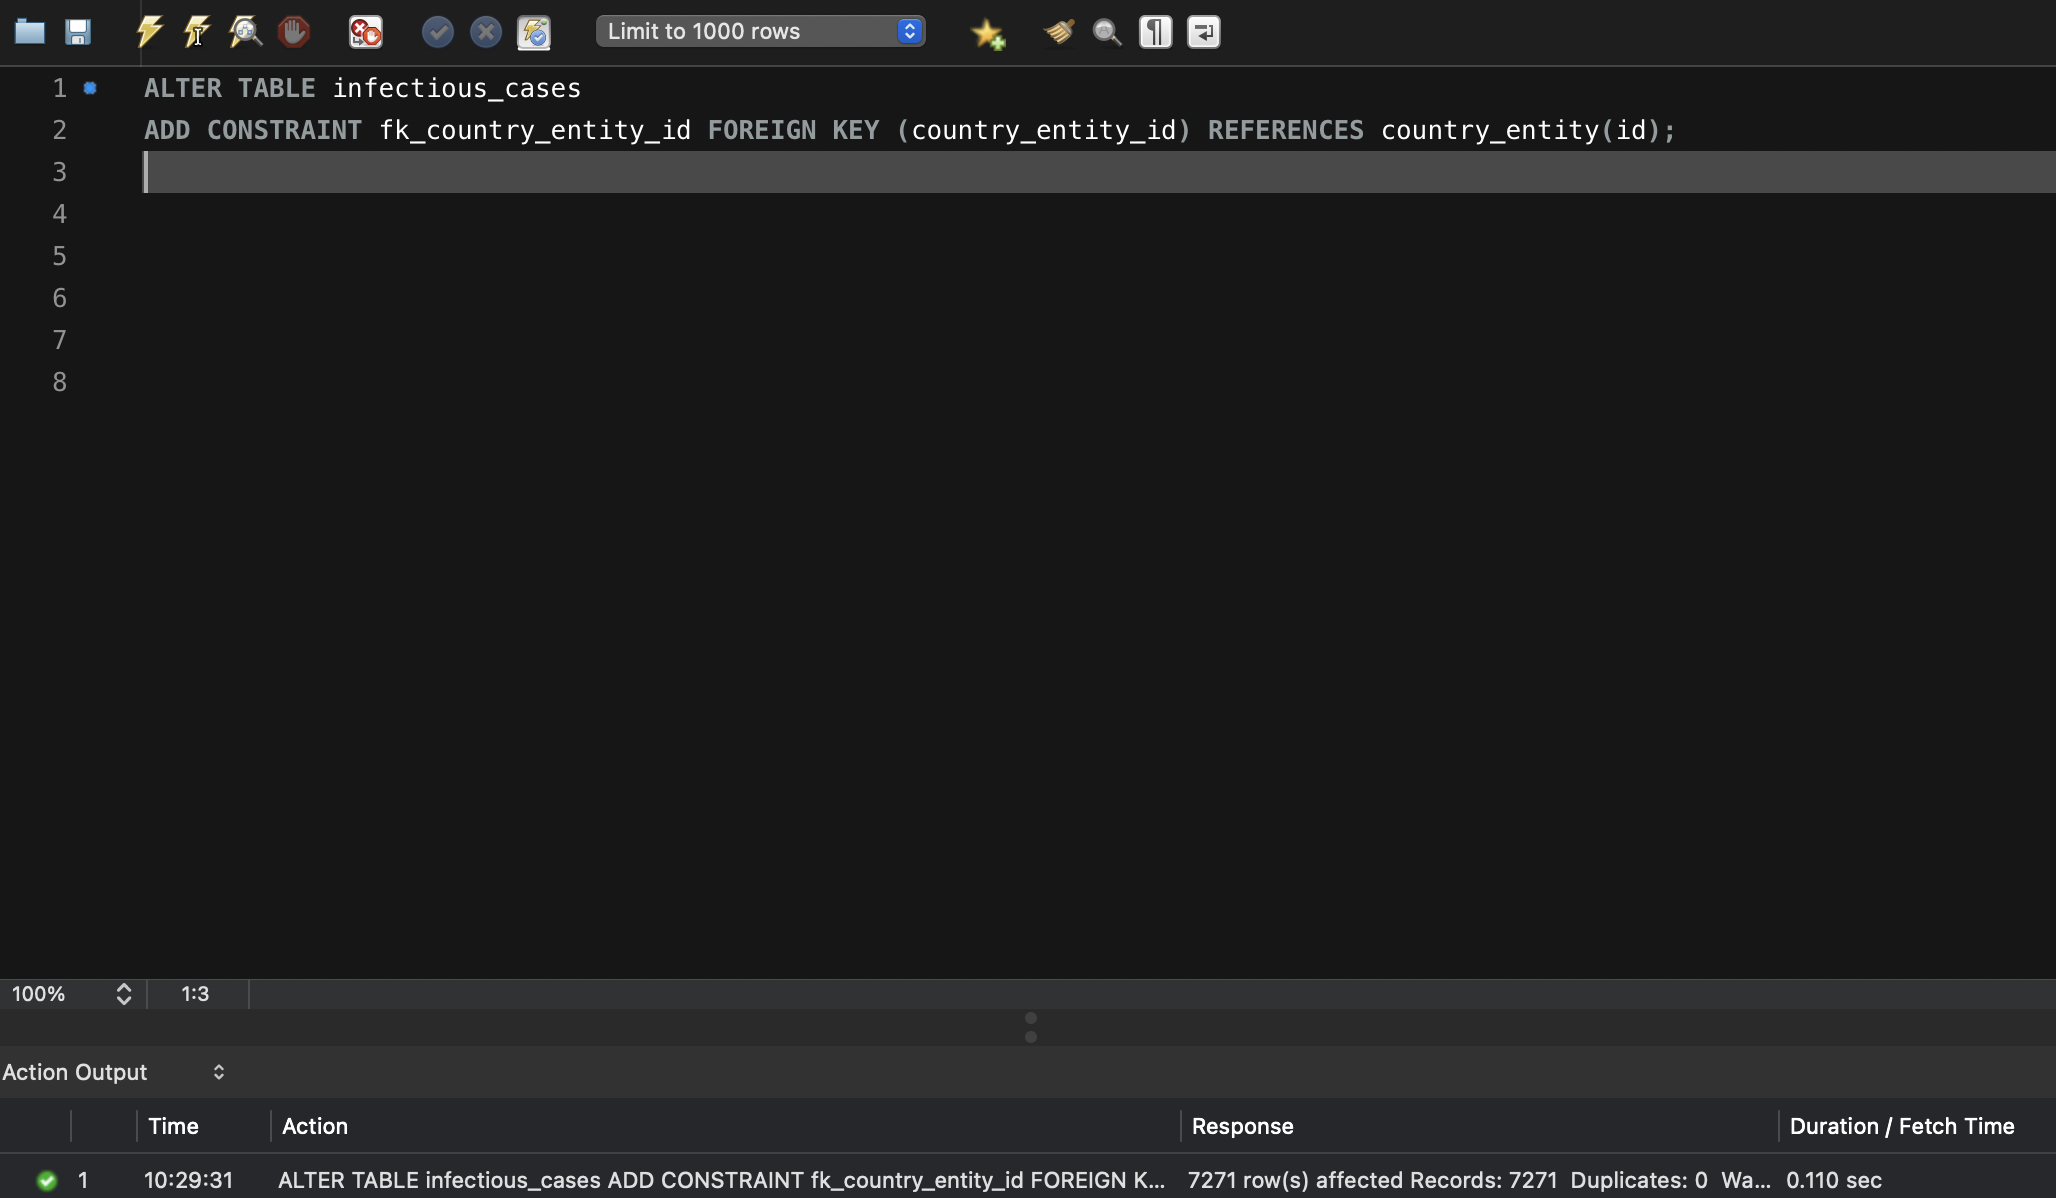 Limit to 1000 rows
1 ALTER TABLE infectious_cases
2 ADD CONSTRAINT fk_country_entity_id FOREIGN KEY (country_entity_id) REFERENCES country_entity(id);
3
4
5
6
7
8
100% 1:3
Action Output
Time Action Response Duration / Fetch Time
1 10:29:31 ALTER TABLE infectious_cases ADD CONSTRAINT fk_country_entity_id FOREIGN K... 7271 row(s) affected Records: 7271  Duplicates: 0  Wa... 0.110 sec